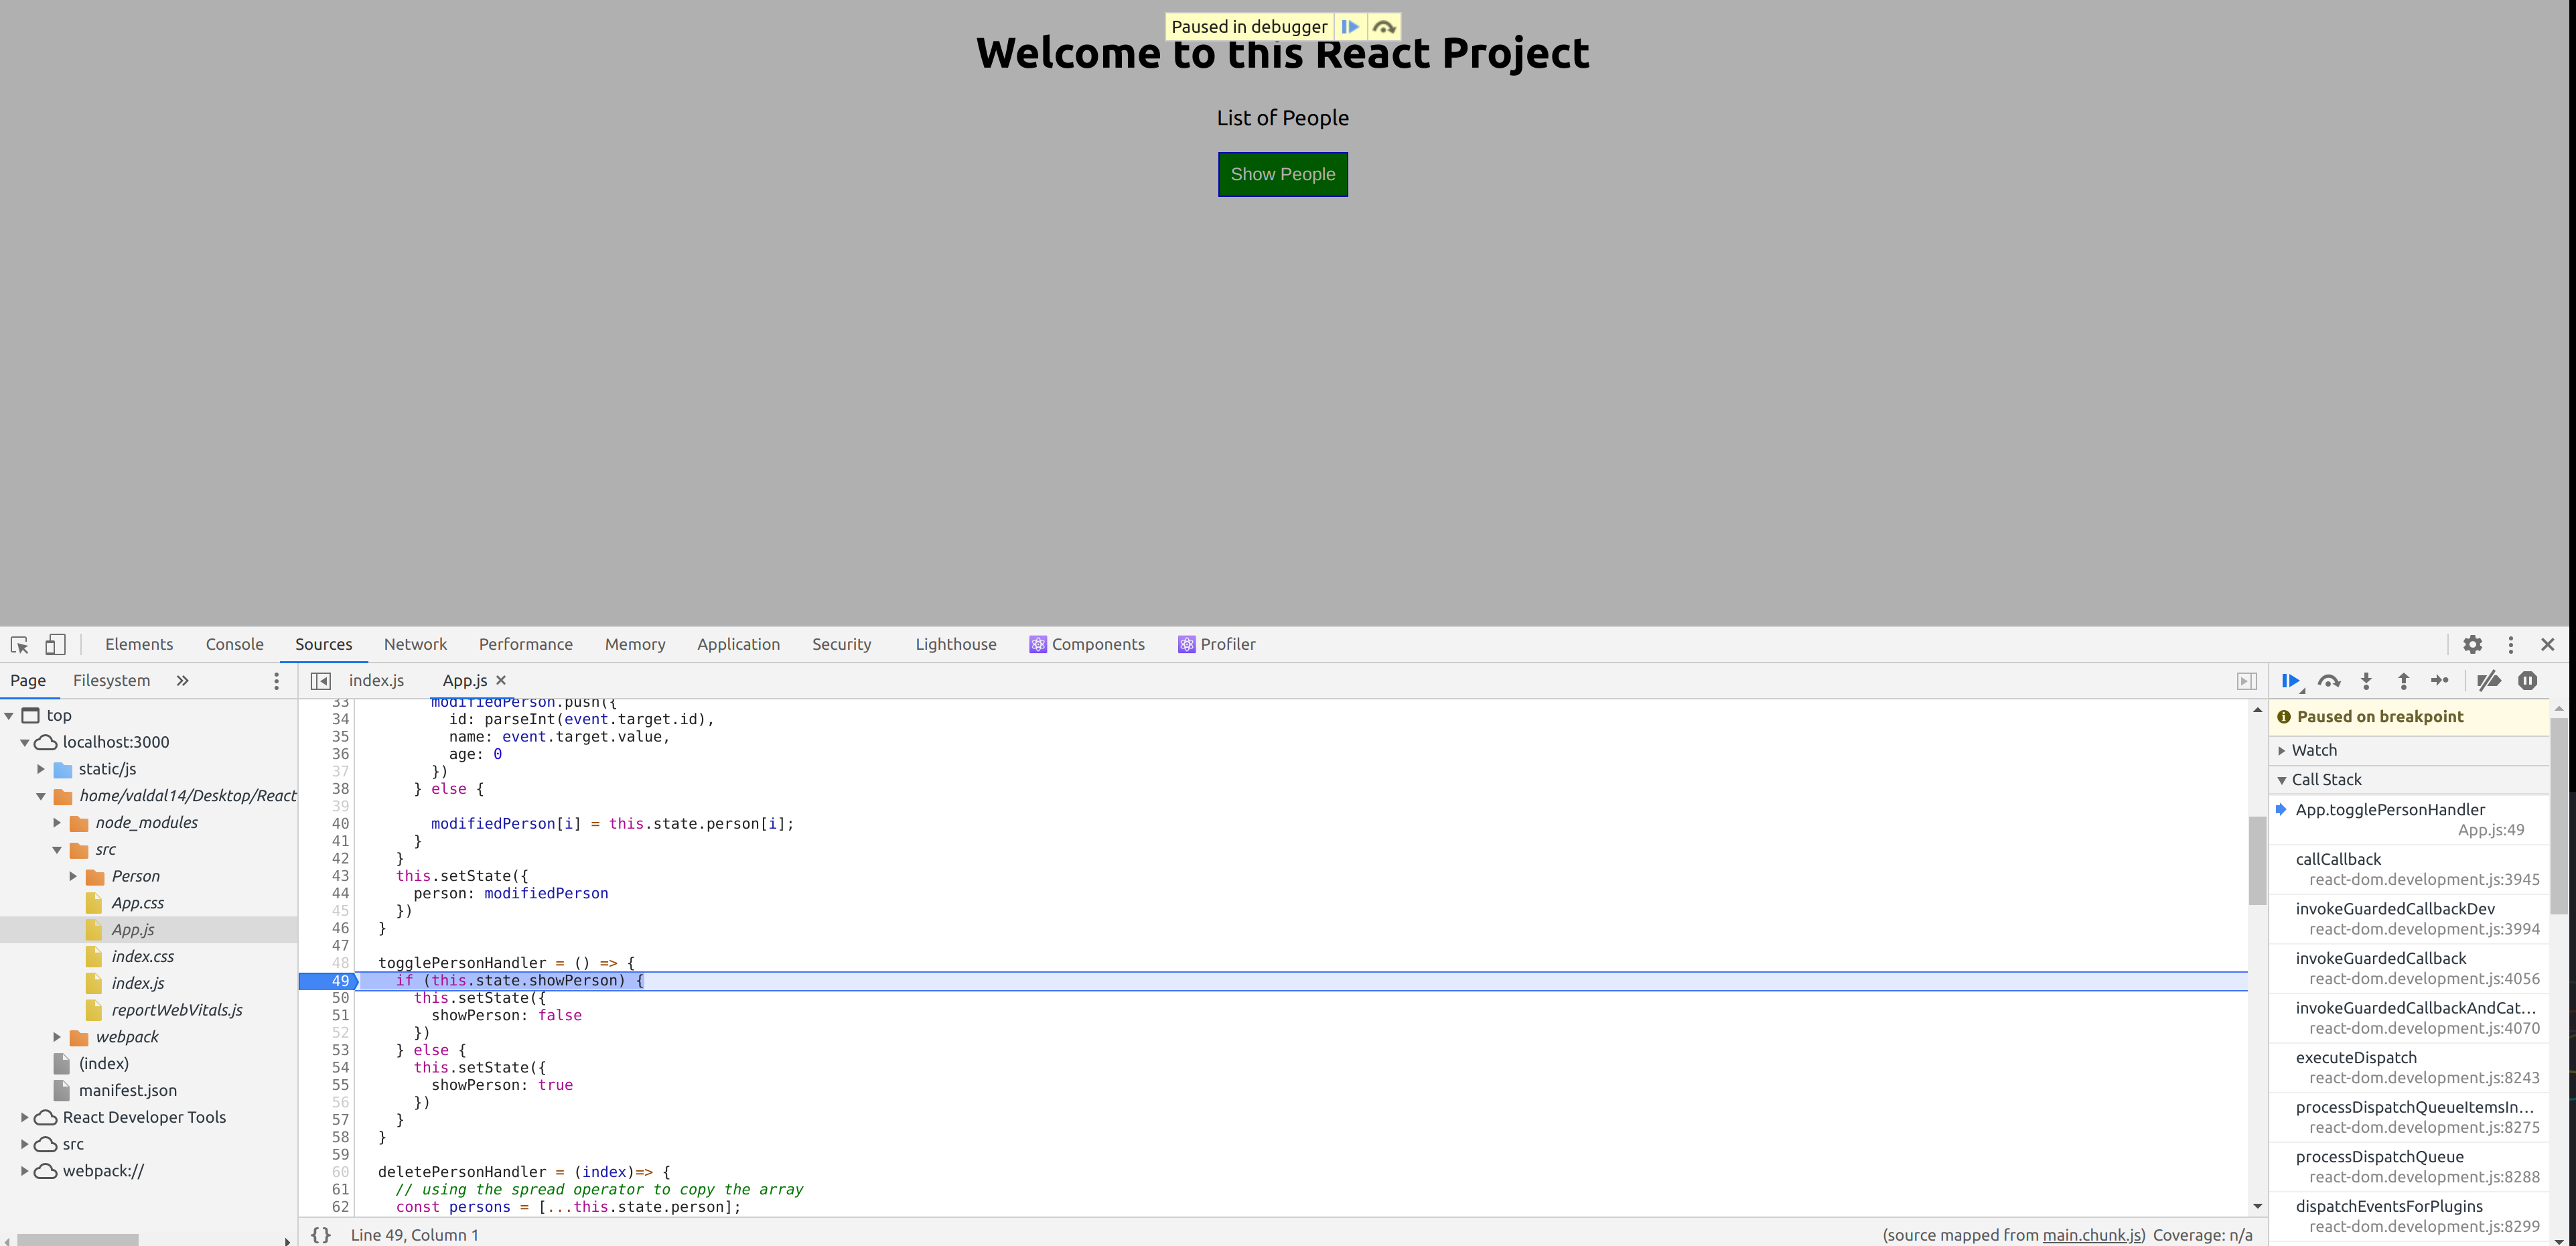 Paused in debugger
Welcome to this React Project
List of People
Show People
Elements Console Sources Network Performance Memory Application Security Lighthouse Components Profiler
Page Filesystem »
top
localhost:3000
static/js
home/valdal14/Desktop/React
node_modules
src
Person
App.css
App.js
index.css
index.js
reportWebVitals.js
webpack
(index)
manifest.json
React Developer Tools
src
webpack://
index.js App.js ×
33 modifiedPerson.push({
34 id: parseInt(event.target.id),
35 name: event.target.value,
36 age: 0
37 })
38 } else {
39
40 modifiedPerson[i] = this.state.person[i];
41 }
42 }
43 this.setState({
44 person: modifiedPerson
45 })
46 }
47
48 togglePersonHandler = () => {
49 if (this.state.showPerson) {
50 this.setState({
51 showPerson: false
52 })
53 } else {
54 this.setState({
55 showPerson: true
56 })
57 }
58 }
59
60 deletePersonHandler = (index)=> {
61 // using the spread operator to copy the array
62 const persons = [...this.state.person];
{} Line 49, Column 1
(source mapped from main.chunk.js) Coverage: n/a
Paused on breakpoint
Watch
Call Stack
App.togglePersonHandler
App.js:49
callCallback
react-dom.development.js:3945
invokeGuardedCallbackDev
react-dom.development.js:3994
invokeGuardedCallback
react-dom.development.js:4056
invokeGuardedCallbackAndCat...
react-dom.development.js:4070
executeDispatch
react-dom.development.js:8243
processDispatchQueueItemsIn...
react-dom.development.js:8275
processDispatchQueue
react-dom.development.js:8288
dispatchEventsForPlugins
react-dom.development.js:8299